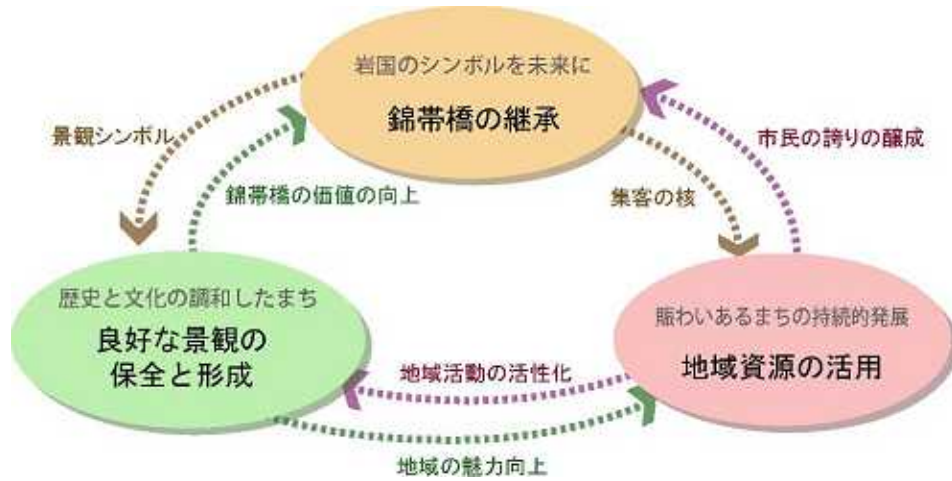 岩国のシンボルを未来に
錦帯橋の継承
景観シンボル
市民の誇りの醸成
錦帯橋の価値の向上
集客の核
歴史と文化の調和したまち
良好な景観の
保全と形成
賑わいあるまちの持続的発展
地域資源の活用
地域活動の活性化
地域の魅力向上